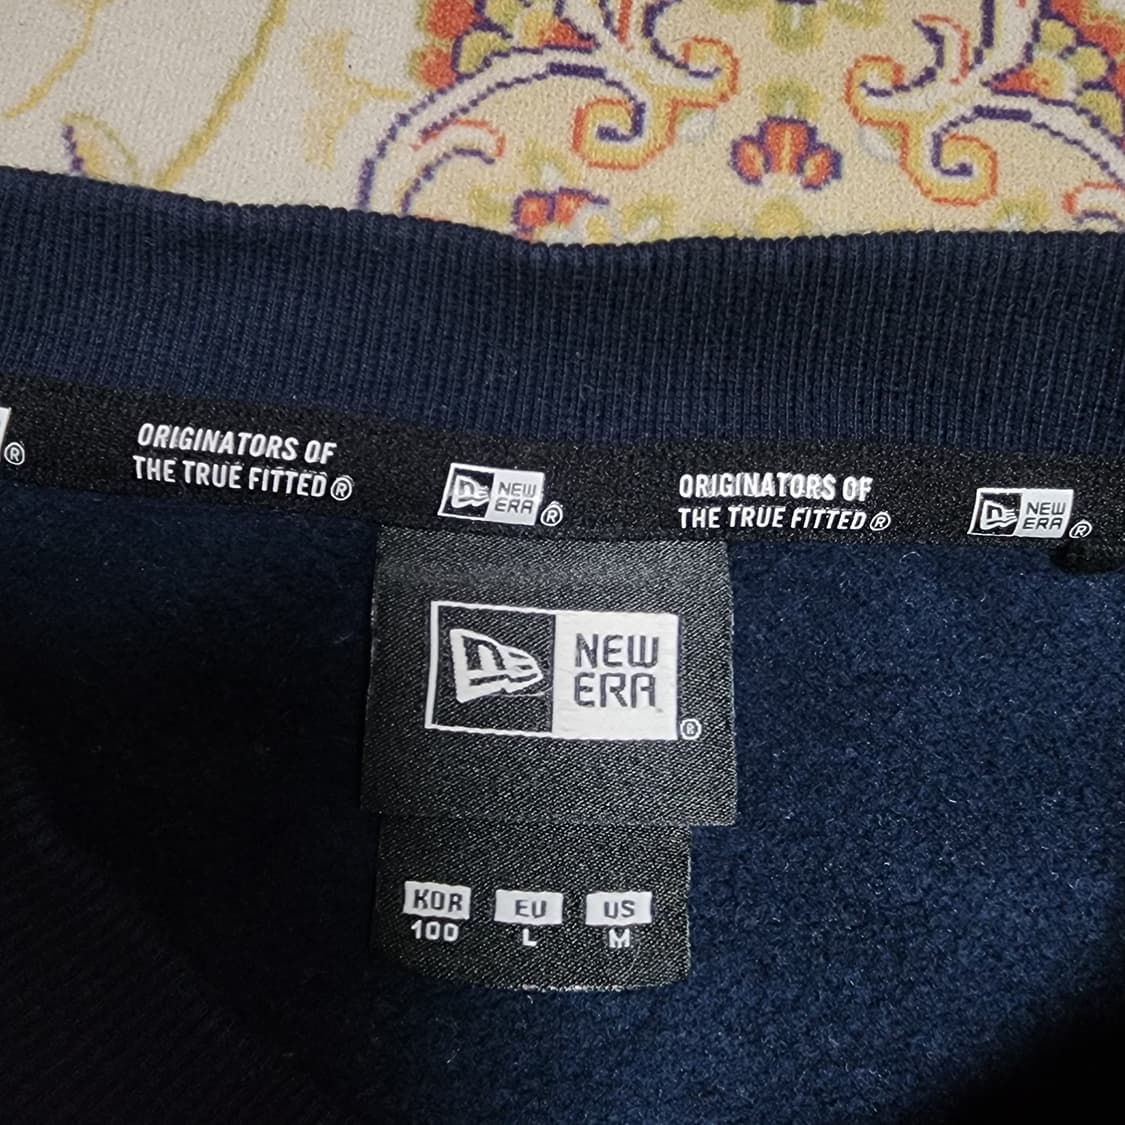 ®
ORIGINATORS OF
THE TRUE FITTED®
NEW
ERA®
ORIGINATORS OF
THE TRUE FITTED®
NEW
ERA®
NEW
ERA®
KOR EU US
100 L M